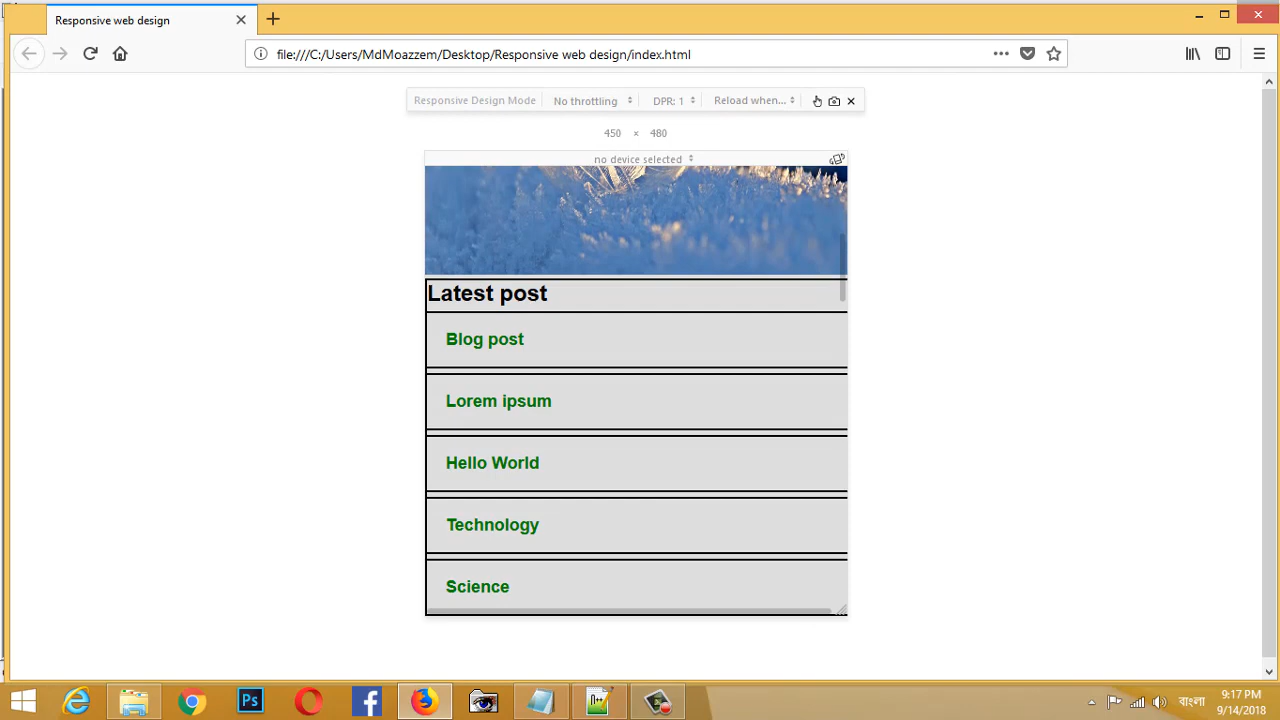 Responsive web design
file:///C:/Users/MdMoazzem/Desktop/Responsive web design/index.html
Responsive Design Mode No throttling DPR: 1 Reload when...
450 × 480
no device selected
Latest post
Blog post
Lorem ipsum
Hello World
Technology
Science
Ps
বাংলা
9:17 PM
9/14/2018